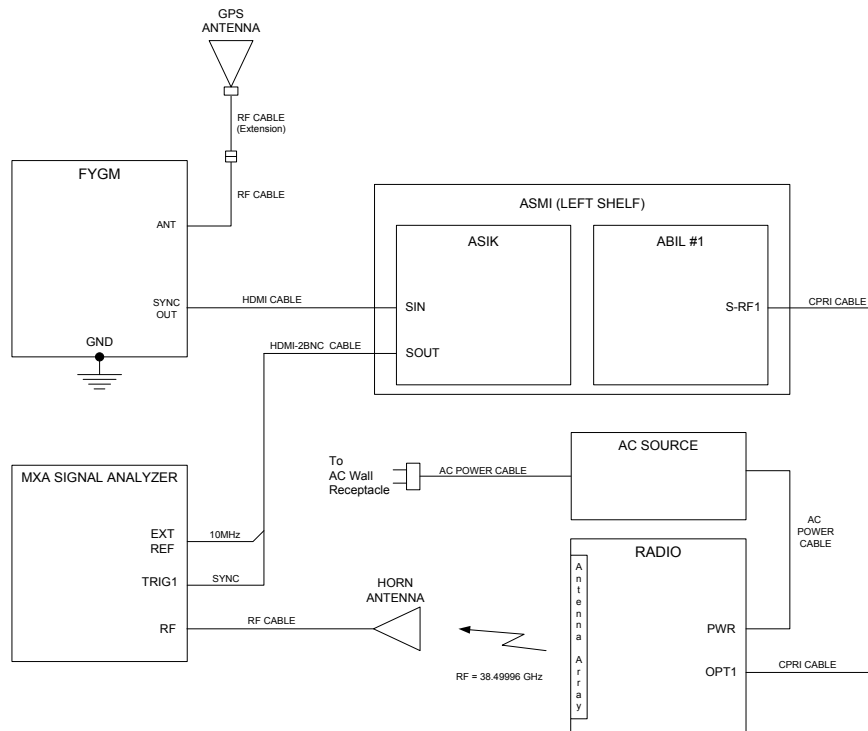 GPS
ANTENNA
RF CABLE
(Extension)
FYGM
RF CABLE
ANT
SYNC
OUT
GND
HDMI CABLE
HDMI-2BNC CABLE
ASMI (LEFT SHELF)
ASIK
SIN
SOUT
ABIL #1
S-RF1
CPRI CABLE
MXA SIGNAL ANALYZER
EXT
REF
10MHz
TRIG1
SYNC
RF
RF CABLE
HORN
ANTENNA
To
AC Wall
Receptacle
AC POWER CABLE
AC SOURCE
AC
POWER
CABLE
RADIO
Antenna Array
PWR
OPT1
CPRI CABLE
RF = 38.49996 GHz